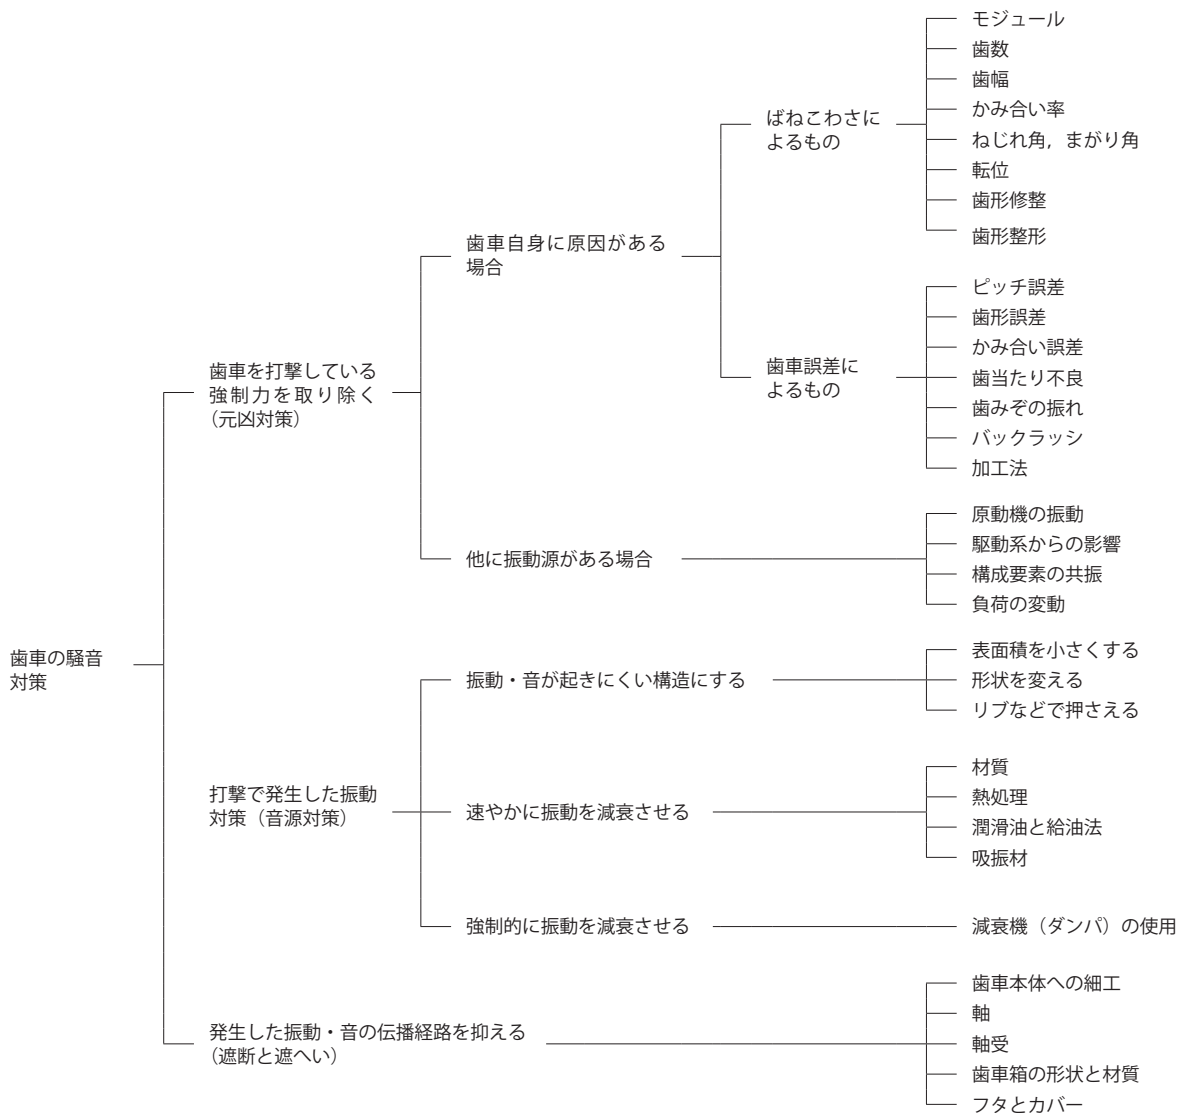 歯車の騒音
対策
歯車を打撃している
強制力を取り除く
（元凶対策）
歯車自身に原因がある
場合
ばねこわさに
よるもの
モジュール
歯数
歯幅
かみ合い率
ねじれ角，まがり角
転位
歯形修整
歯形整形
歯車誤差に
よるもの
ピッチ誤差
歯形誤差
かみ合い誤差
歯当たり不良
歯みぞの振れ
バックラッシ
加工法
他に振動源がある場合
原動機の振動
駆動系からの影響
構成要素の共振
負荷の変動
打撃で発生した振動
対策（音源対策）
振動・音が起きにくい構造にする
表面積を小さくする
形状を変える
リブなどで押さえる
速やかに振動を減衰させる
材質
熱処理
潤滑油と給油法
吸振材
強制的に振動を減衰させる
減衰機（ダンパ）の使用
発生した振動・音の伝播経路を抑える
（遮断と遮へい）
歯車本体への細工
軸
軸受
歯車箱の形状と材質
フタとカバー